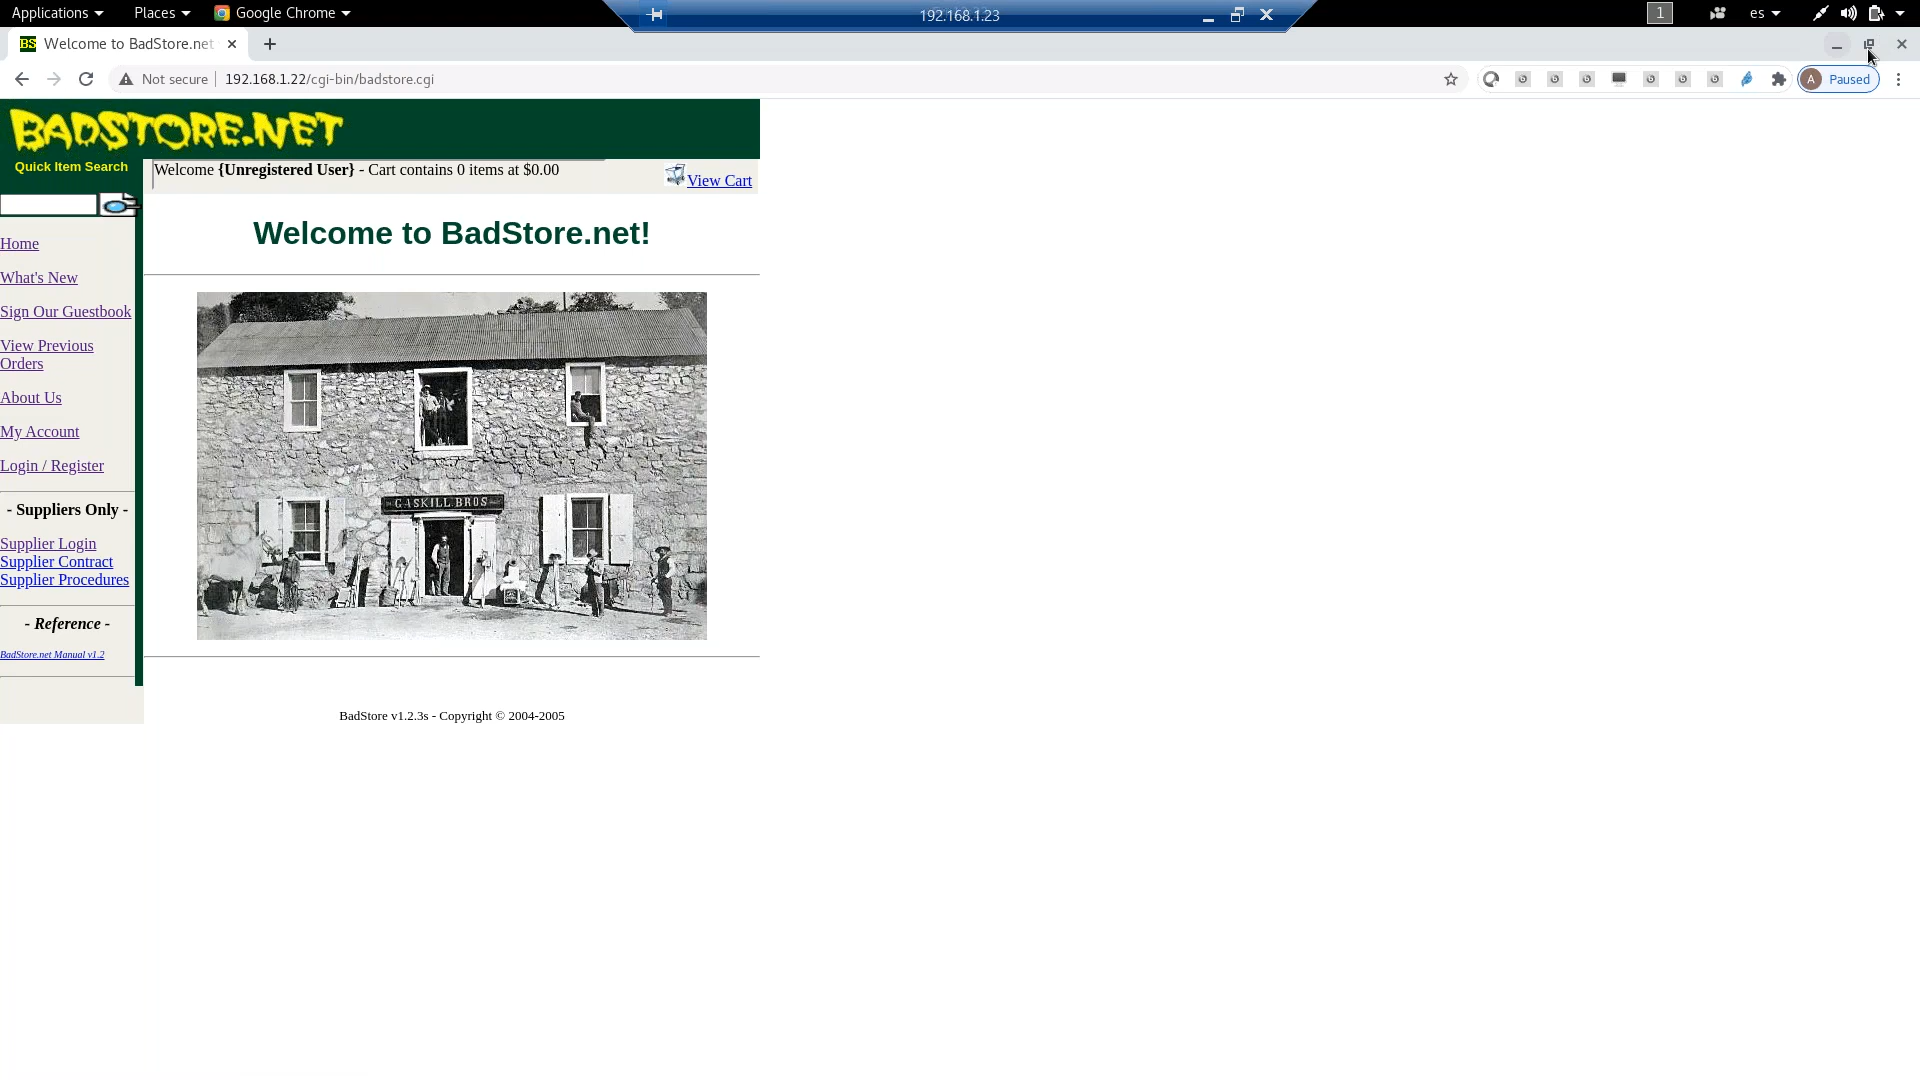 Applications Places Google Chrome 192.168.1.23 1 es
Welcome to BadStore.net
Not secure 192.168.1.22/cgi-bin/badstore.cgi A Paused
BADSTORE.NET
Quick Item Search
Welcome {Unregistered User} - Cart contains 0 items at $0.00 View Cart
Home
What's New
Sign Our Guestbook
View Previous
Orders
About Us
My Account
Login / Register
- Suppliers Only -
Supplier Login
Supplier Contract
Supplier Procedures
- Reference -
BadStore.net Manual v1.2
Welcome to BadStore.net!
GASKILL BROS
BadStore v1.2.3s - Copyright © 2004-2005